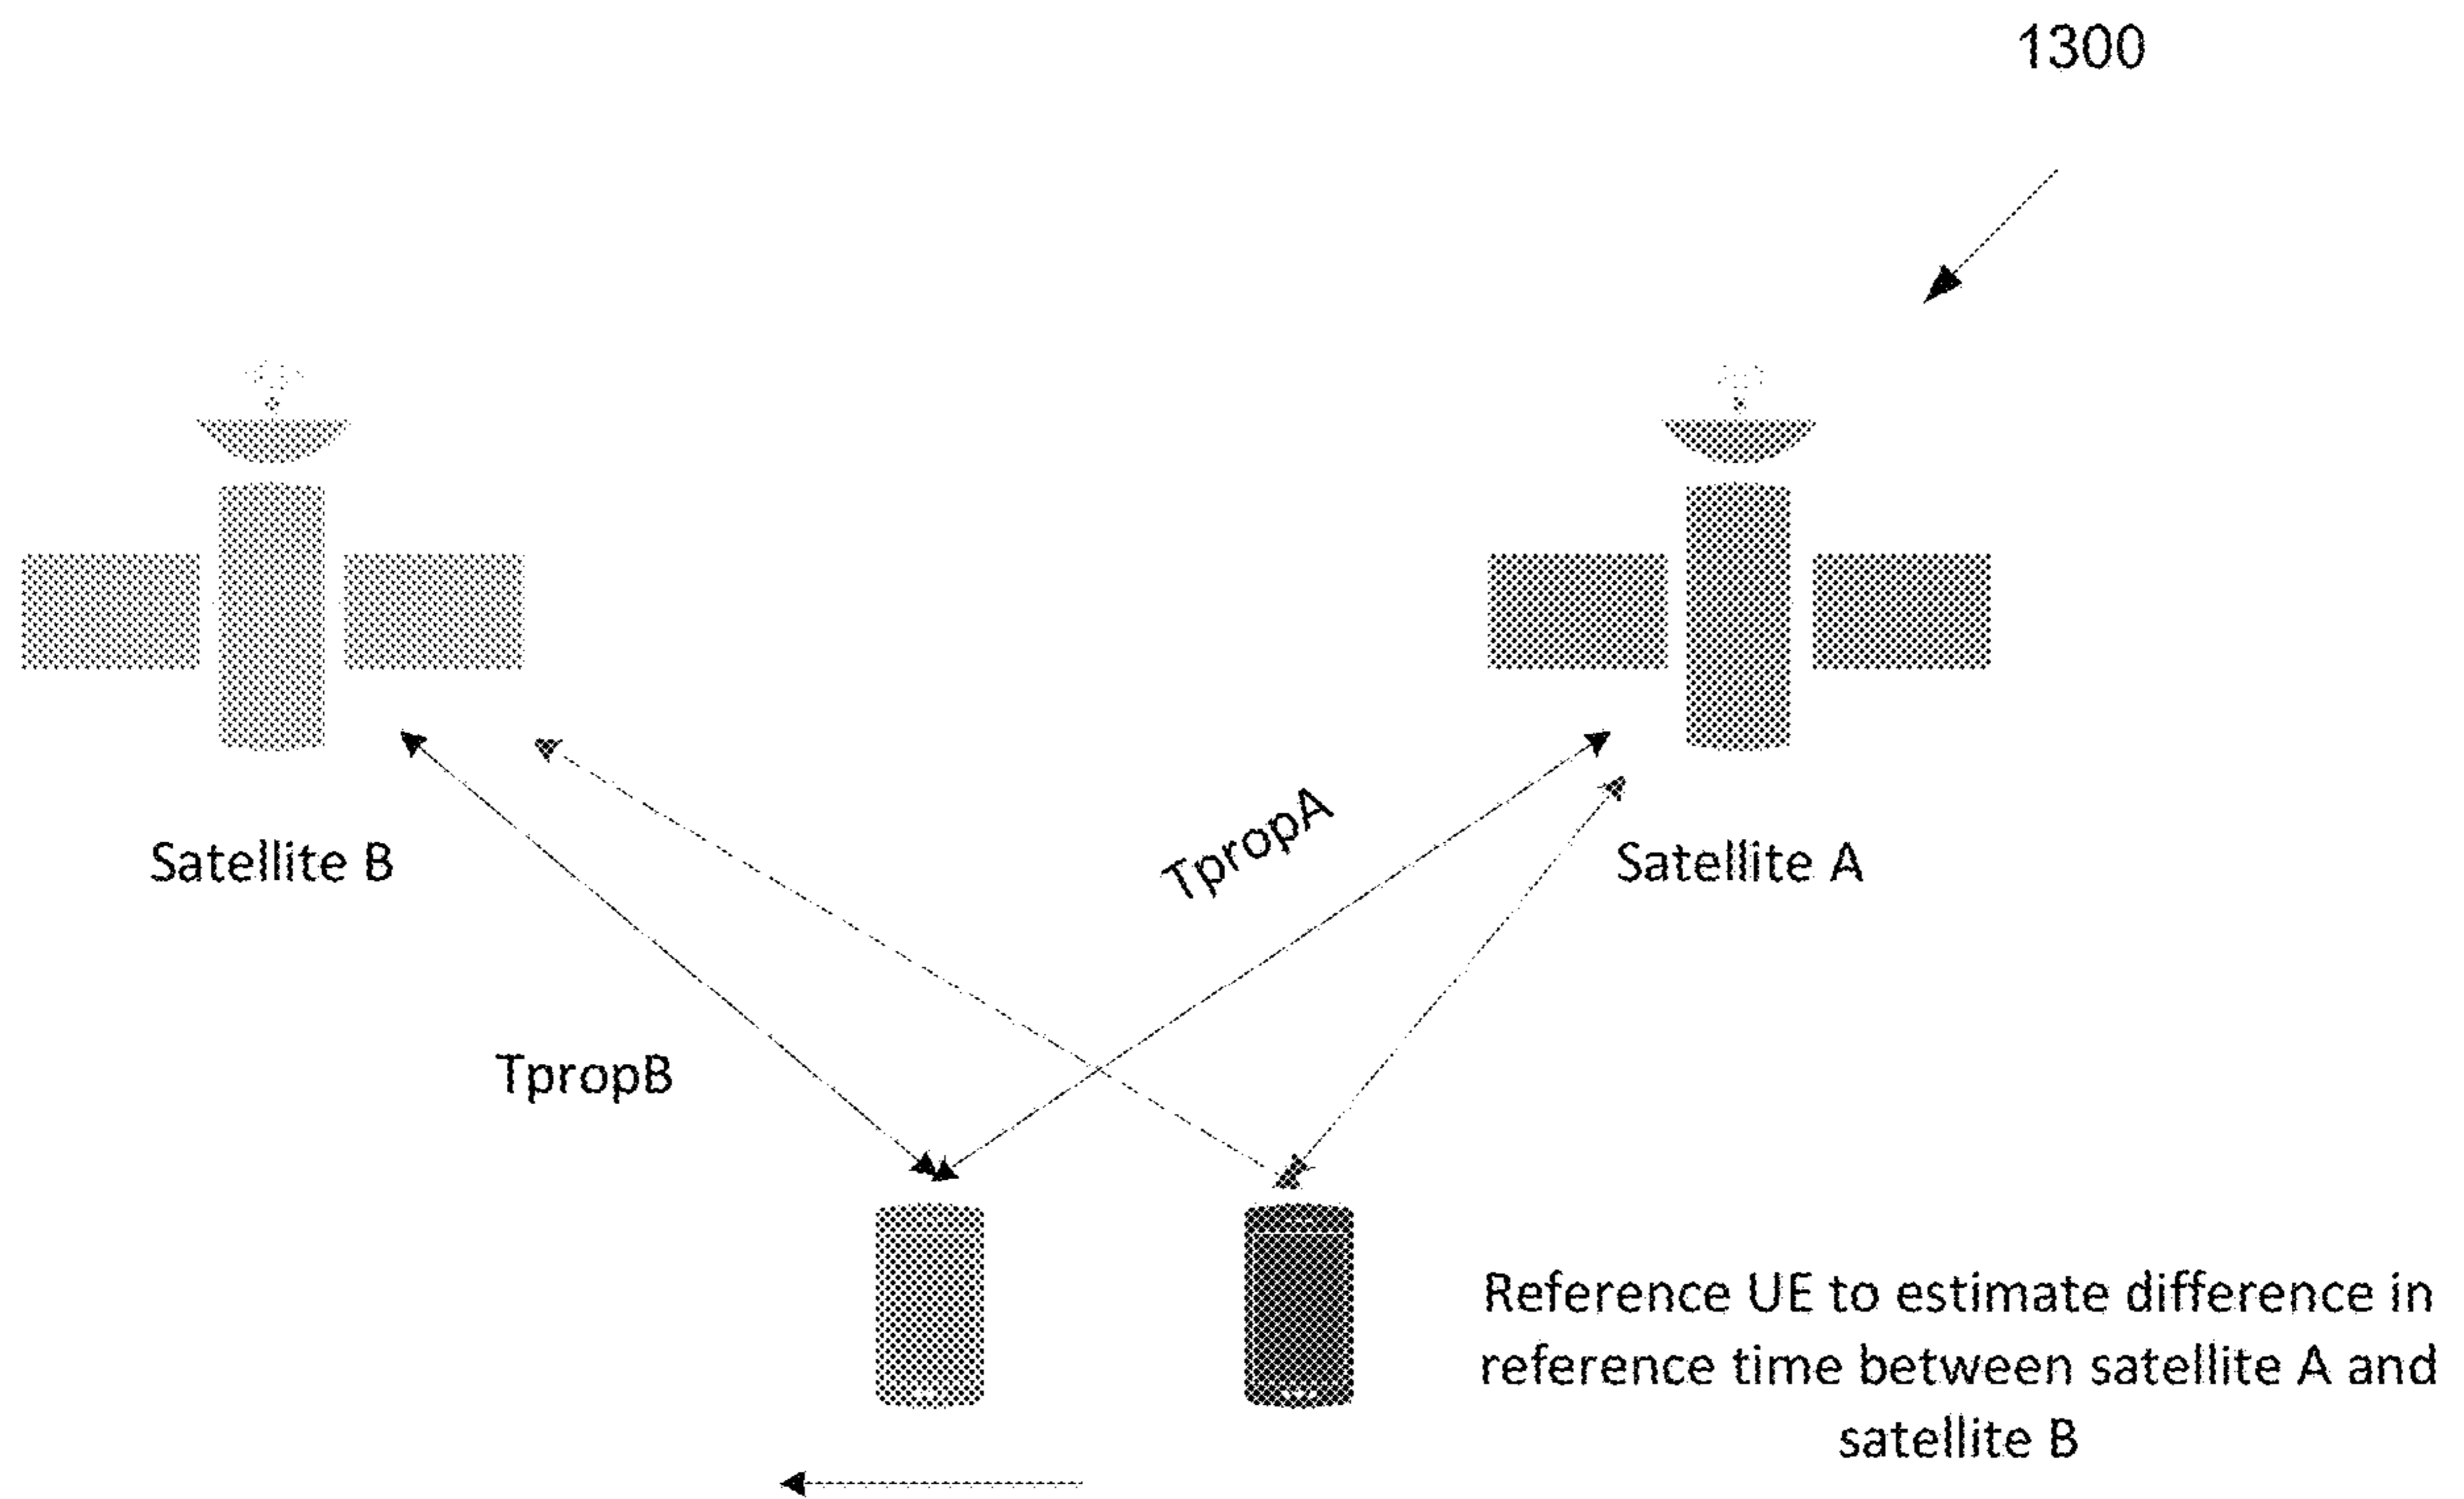 1300
TpropA
Satellite B
Satellite A
TpropB
Reference UE to estimate difference in
reference time between satellite A and
satellite B